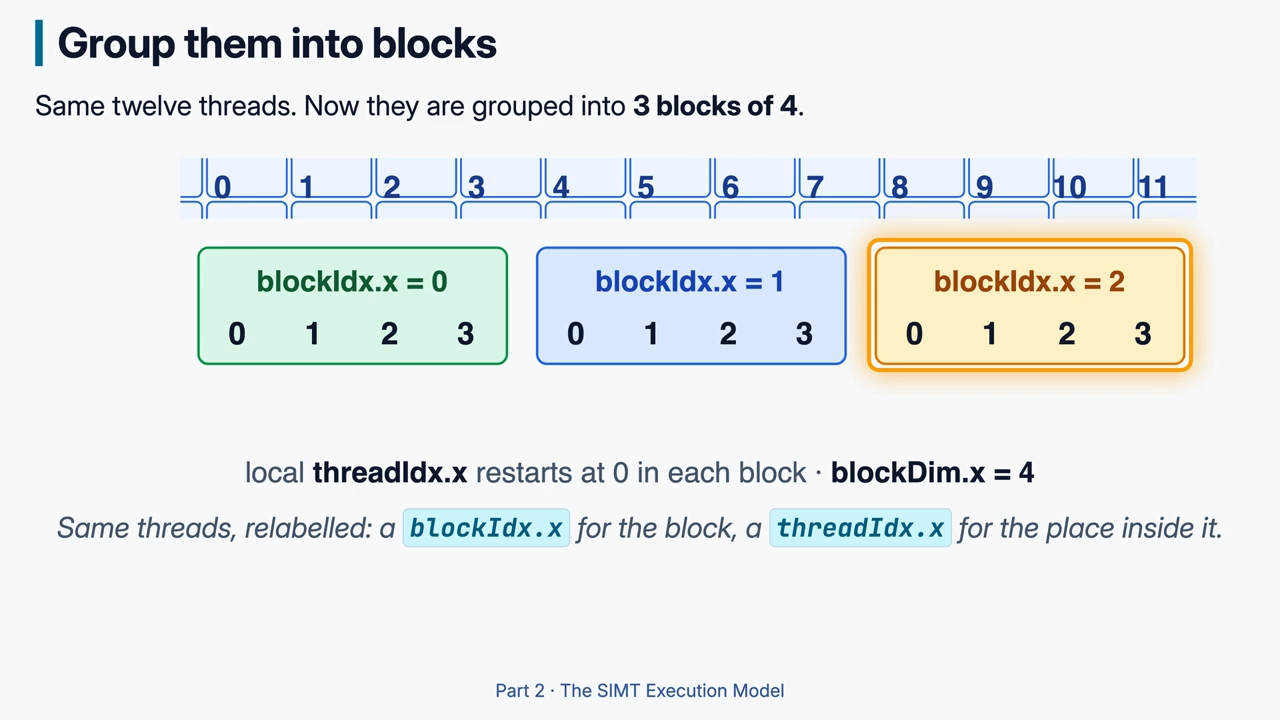 Group them into blocks
Same twelve threads. Now they are grouped into 3 blocks of 4.
0 1 2 3 4 5 6 7 8 9 10 11
blockIdx.x = 0 blockIdx.x = 1 blockIdx.x = 2
0 1 2 3 0 1 2 3 0 1 2 3
local threadIdx.x restarts at 0 in each block · blockDim.x = 4
Same threads, relabelled: a blockIdx.x for the block, a threadIdx.x for the place inside it.
Part 2 · The SIMT Execution Model